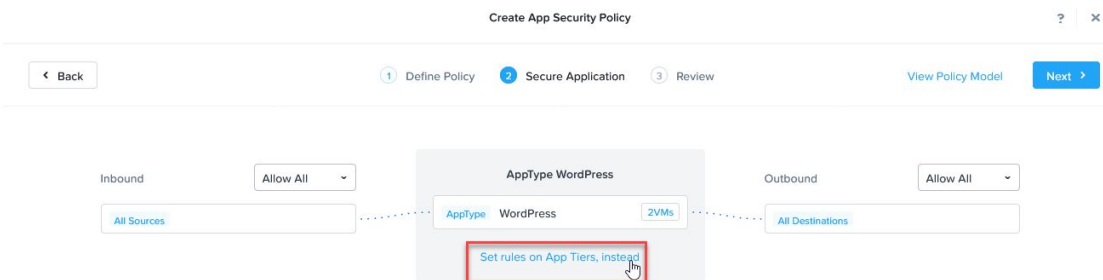 Create App Security Policy
?
×
Back
1 Define Policy 2 Secure Application 3 Review
View Policy Model
Next
Inbound
Allow All
All Sources
AppType WordPress
AppType WordPress 2VMs
Set rules on App Tiers, instead
Outbound
Allow All
All Destinations